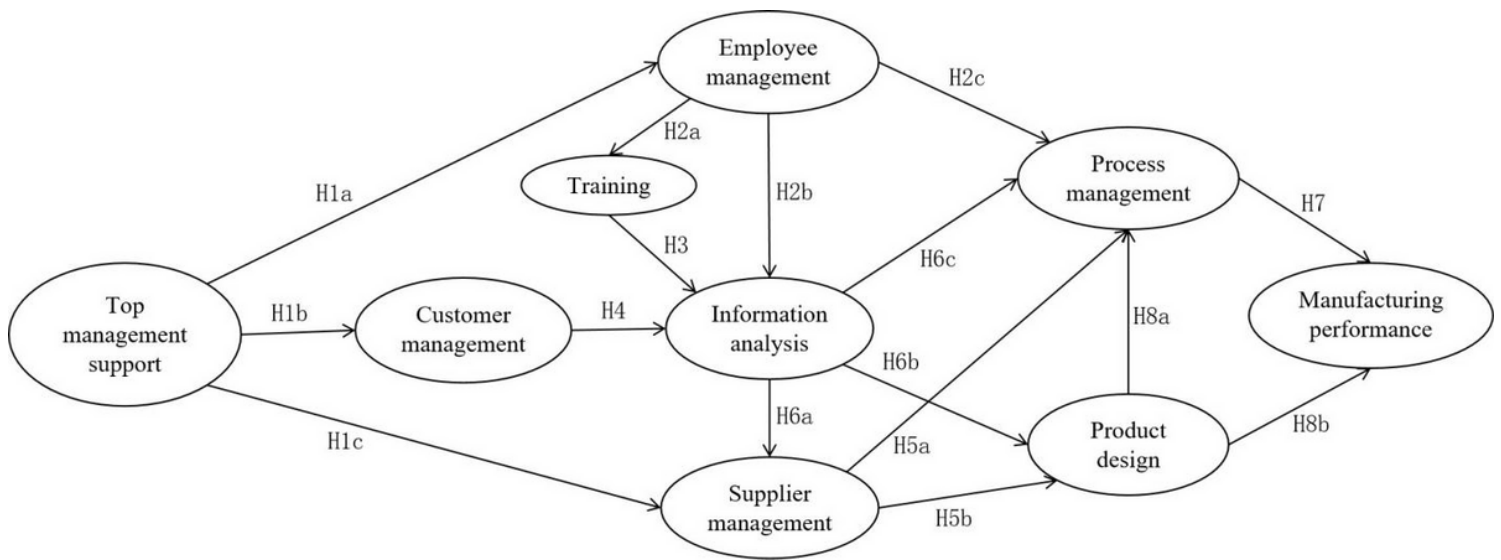 Employee
management
H2c
H2a
Training
Process
management
H1a
H2b
H7
H3
H6c
Top
management
support
H1b
Customer
management
H4
Information
analysis
H8a
Manufacturing
performance
H6b
H6a
H1c
H5a
Product
design
H8b
Supplier
management
H5b